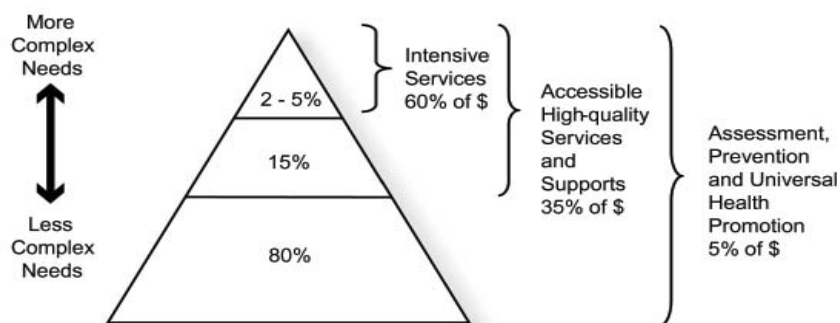 More
Complex
Needs
Less
Complex
Needs
2 - 5%
15%
80%
Intensive
Services
60% of $
Accessible
High-quality
Services
and
Supports
35% of $
Assessment,
Prevention
and Universal
Health
Promotion
5% of $